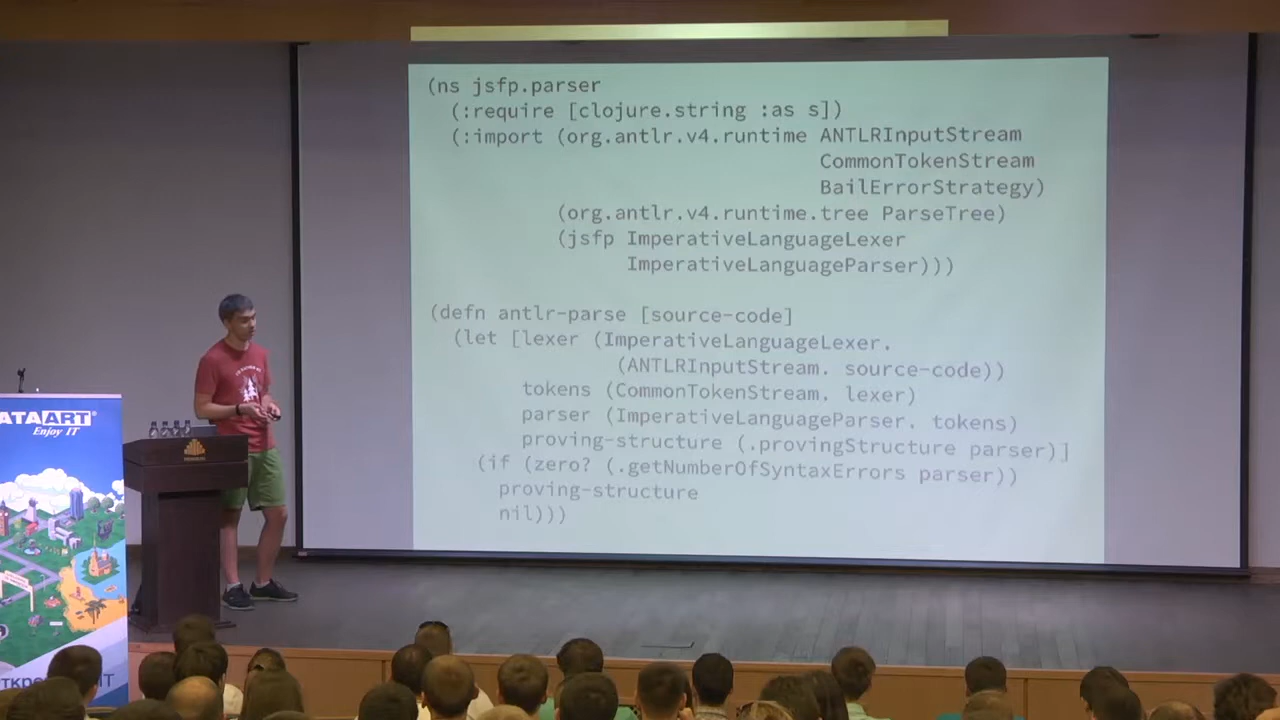 (ns jsfp.parser
(:require [clojure.string :as s])
(:import (org.antlr.v4.runtime ANTLRInputStream
CommonTokenStream
BailErrorStrategy)
(org.antlr.v4.runtime.tree ParseTree)
(jsfp ImperativeLanguageLexer
ImperativeLanguageParser)))
(defn antlr-parse [source-code]
(let [lexer (ImperativeLanguageLexer.
(ANTLRInputStream. source-code))
tokens (CommonTokenStream. lexer)
parser (ImperativeLanguageParser. tokens)
proving-structure (.provingStructure parser)]
(if (zero? (.getNumberOfSyntaxErrors parser))
proving-structure
nil)))
ATAART®
Enjoy IT